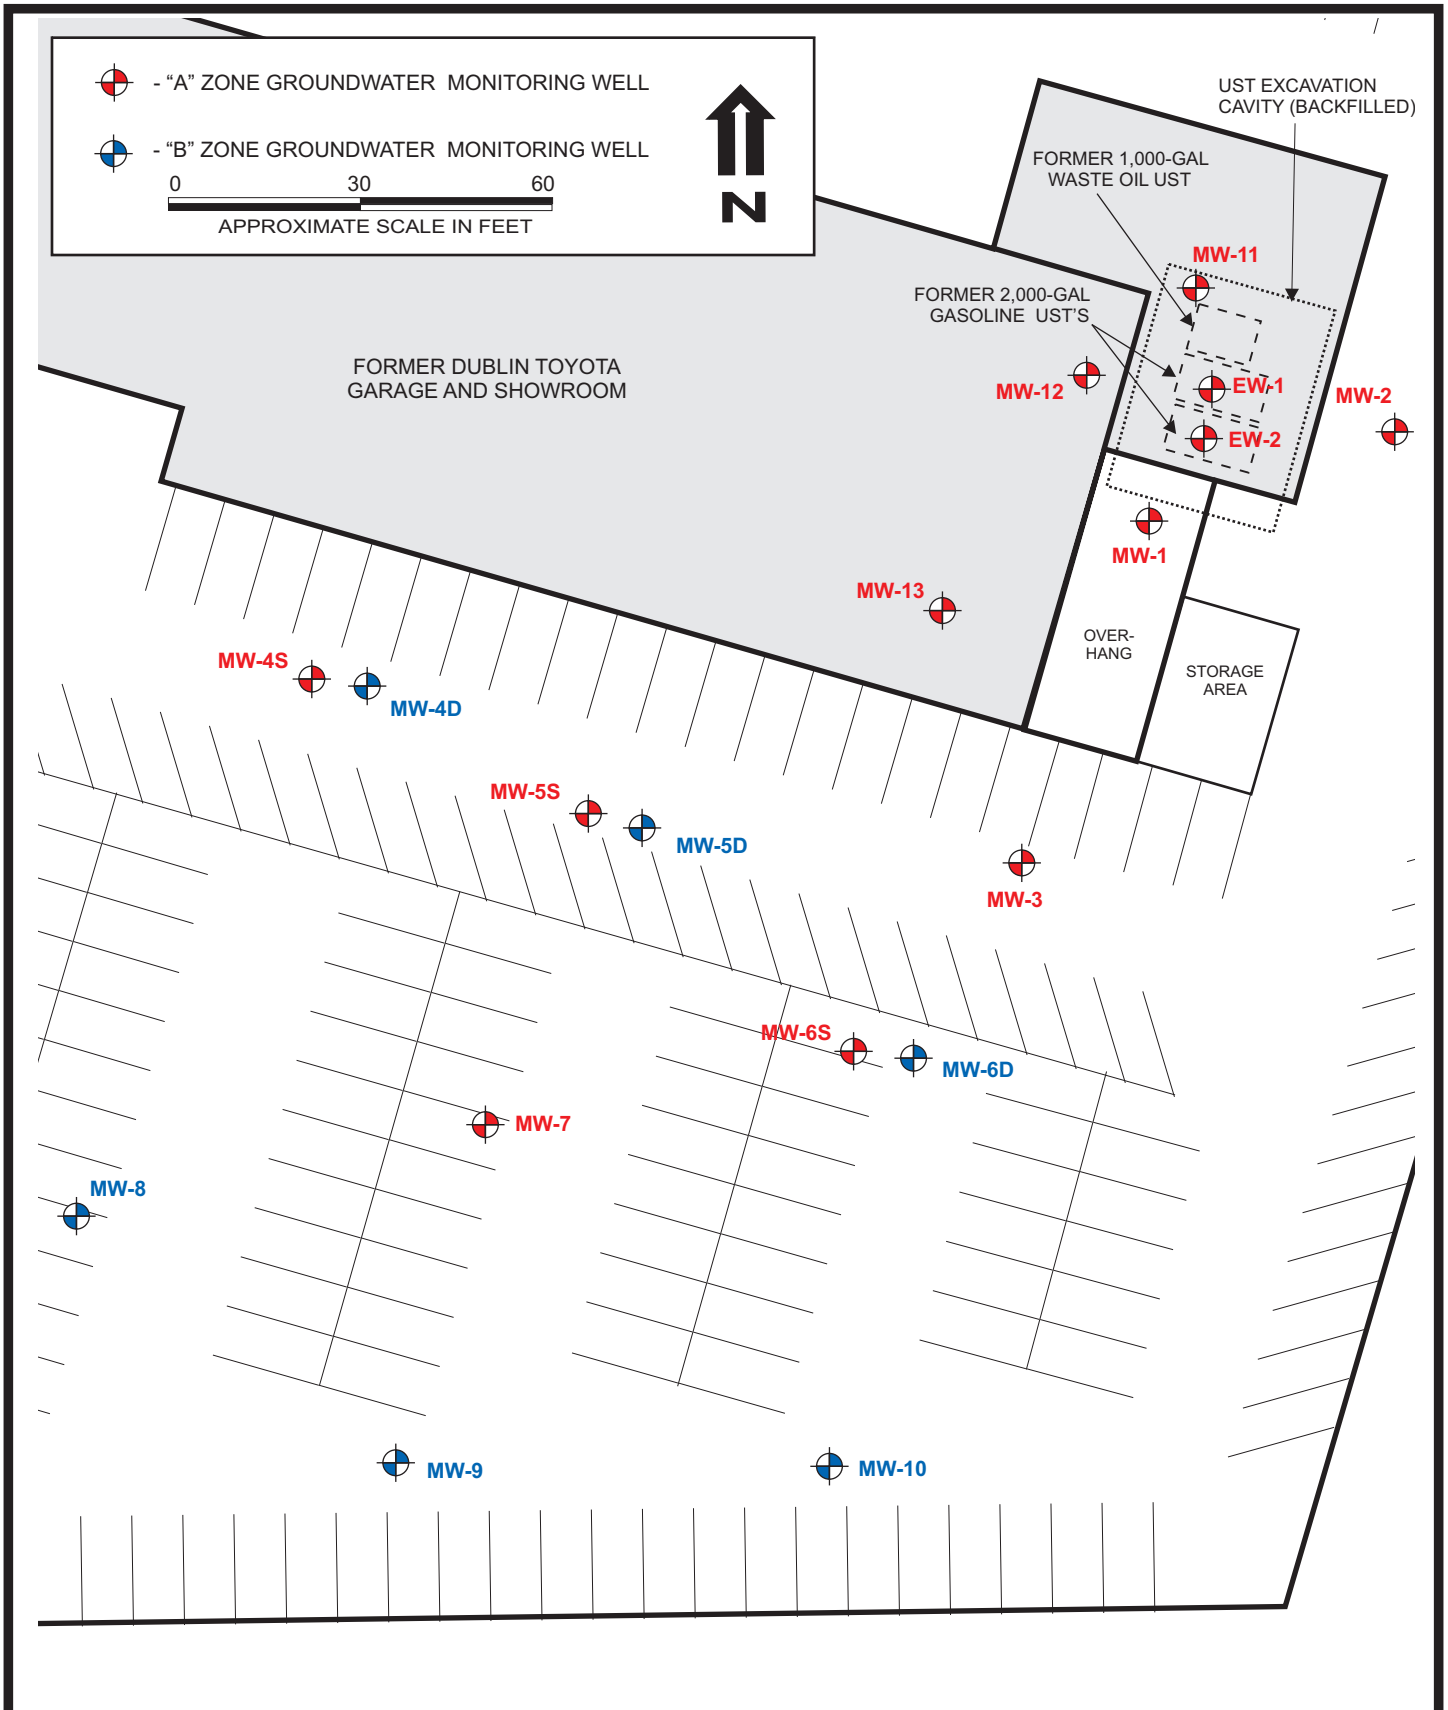 - “A” ZONE GROUNDWATER MONITORING WELL
- “B” ZONE GROUNDWATER MONITORING WELL
0 30 60
APPROXIMATE SCALE IN FEET
N
UST EXCAVATION
CAVITY (BACKFILLED)
FORMER 1,000-GAL
WASTE OIL UST
MW-11
FORMER 2,000-GAL
GASOLINE UST'S
FORMER DUBLIN TOYOTA
GARAGE AND SHOWROOM
MW-12
EW-1
MW-2
EW-2
MW-1
MW-13
OVER-
HANG
STORAGE
AREA
MW-4S
MW-4D
MW-5S
MW-5D
MW-3
MW-6S
MW-6D
MW-7
MW-8
MW-9
MW-10